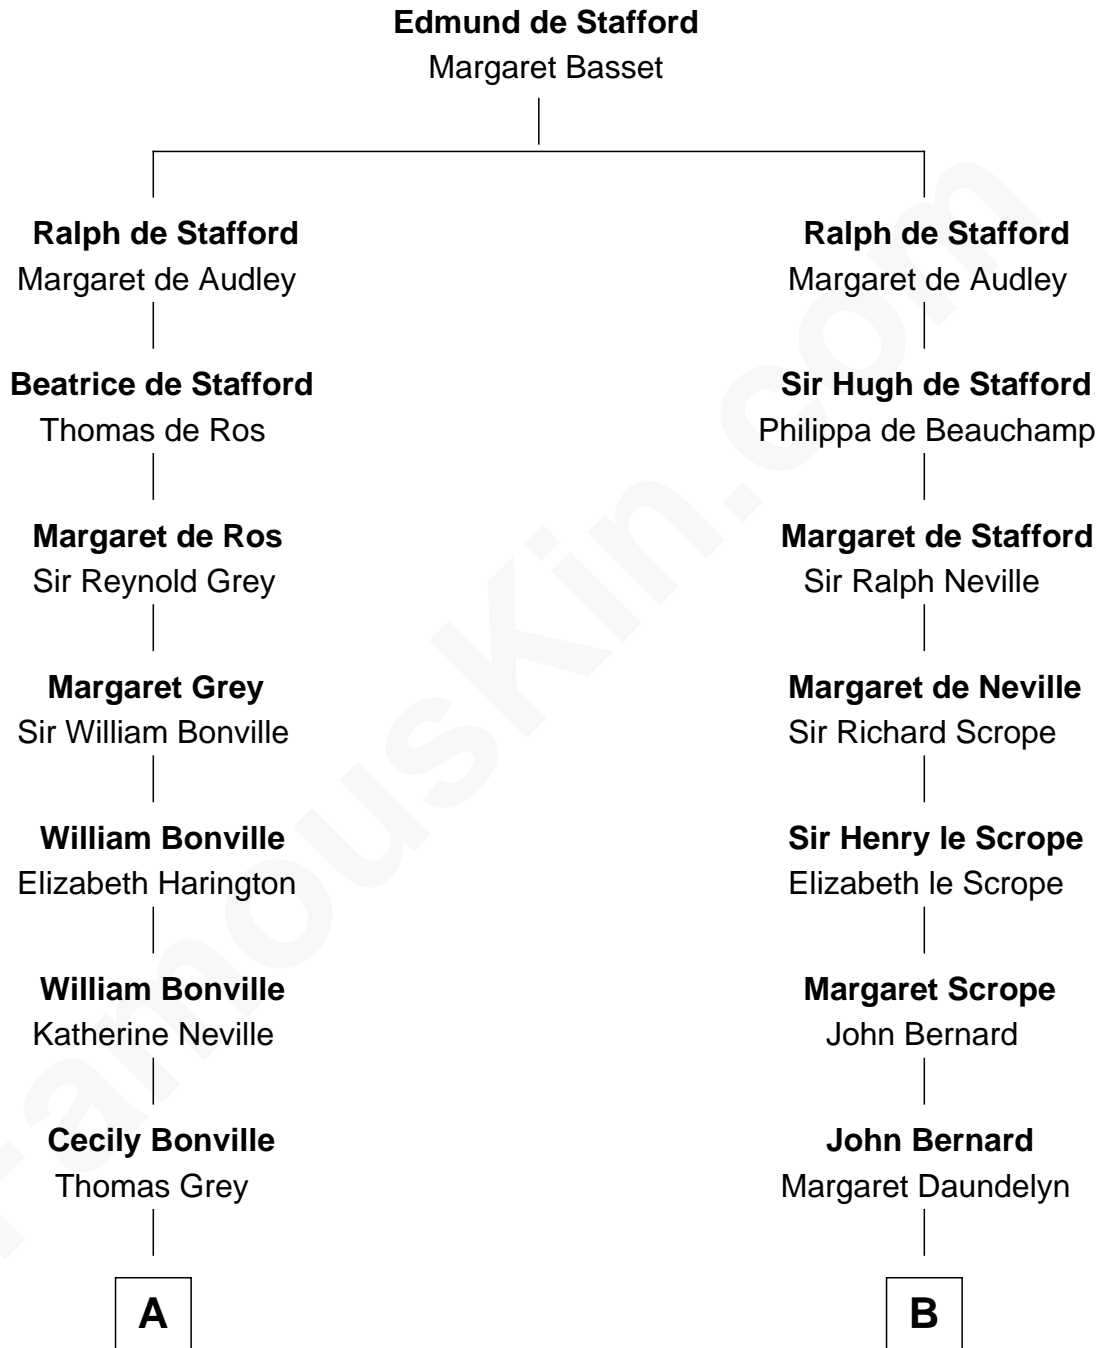 Edmund de Stafford
Margaret Basset
Ralph de Stafford
Margaret de Audley
Beatrice de Stafford
Thomas de Ros
Margaret de Ros
Sir Reynold Grey
Margaret Grey
Sir William Bonville
William Bonville
Elizabeth Harington
William Bonville
Katherine Neville
Cecily Bonville
Thomas Grey
A
Ralph de Stafford
Margaret de Audley
Sir Hugh de Stafford
Philippa de Beauchamp
Margaret de Stafford
Sir Ralph Neville
Margaret de Neville
Sir Richard Scrope
Sir Henry le Scrope
Elizabeth le Scrope
Margaret Scrope
John Bernard
John Bernard
Margaret Daundelyn
B
FamousKin.com